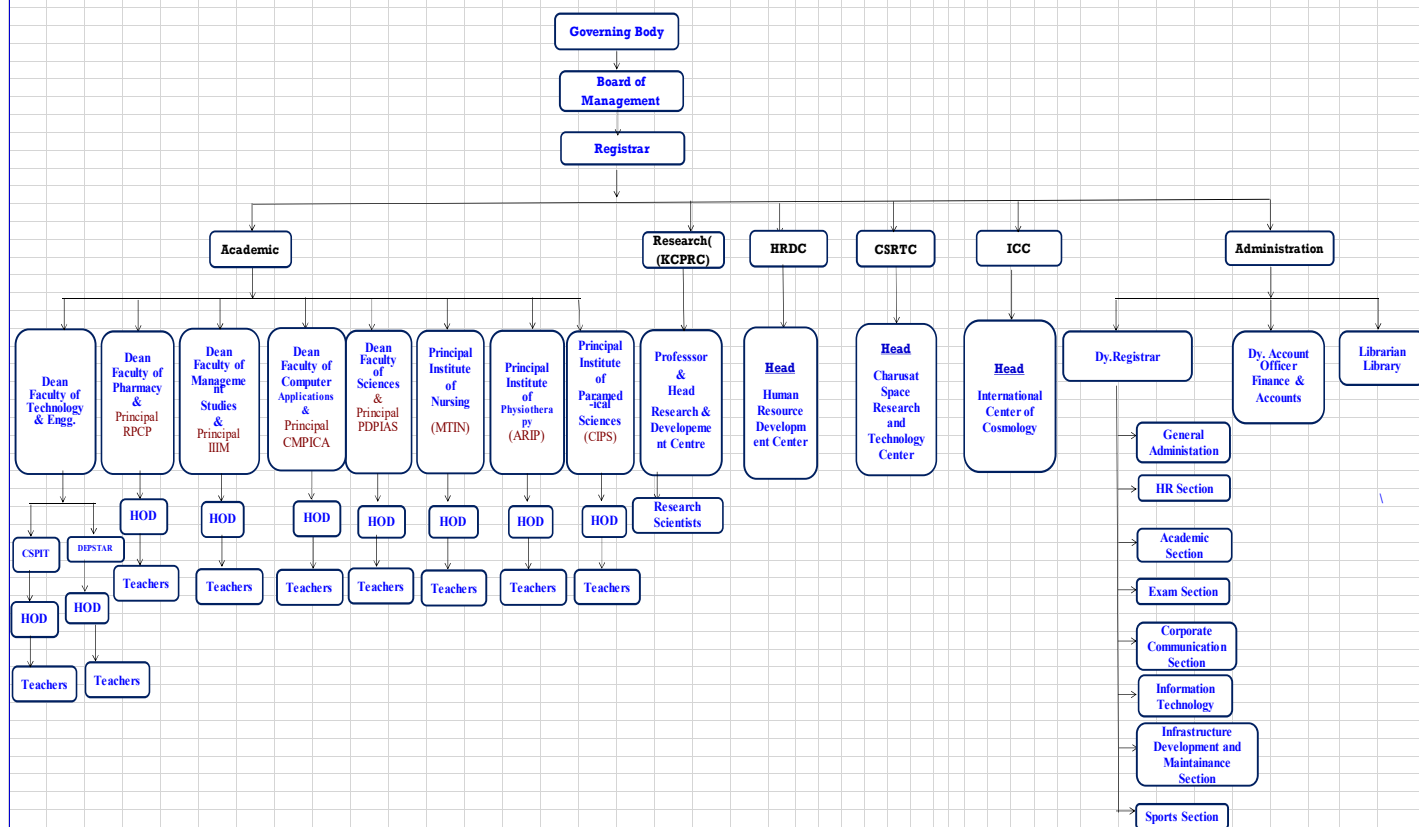 Governing Body
Board of
Management
Registrar
Academic
Research(
(KCPRC)
HRDC
CSRTC
ICC
Administration
Dean
Faculty of
Technology
& Engg.
Dean
Faculty of
Pharmacy
&
Principal
RPCP
Dean
Faculty of
Manageme
nt
Studies
&
Principal
IIIM
Dean
Faculty of
Computer
Applications
&
Principal
CMPICA
Dean
Faculty
of
Sciences
&
Principal
PDPIAS
Principal
Institute
of
Nursing
(MTIN)
Principal
Institute
of
Physiothera
py
(ARIP)
Principal
Institute
of
Paramed
-ical
Sciences
(CIPS)
Professsor
&
Head
Research &
Developeme
nt Centre
Head
Human
Resource
Developm
ent Center
Head
Charusat
Space
Research
and
Technology
Center
Head
International
Center of
Cosmology
Dy.Registrar
Dy. Account
Officer
Finance &
Accounts
Librarian
Library
General
Administation
HR Section
\
Academic
Section
Exam Section
Corporate
Communication
Section
Information
Technology
Infrastructure
Development and
Maintainance
Section
Sports Section
Research
Scientists
HOD
HOD
HOD
HOD
HOD
HOD
HOD
CSPIT
DEPSTAR
Teachers
Teachers
Teachers
Teachers
Teachers
Teachers
Teachers
HOD
HOD
Teachers
Teachers